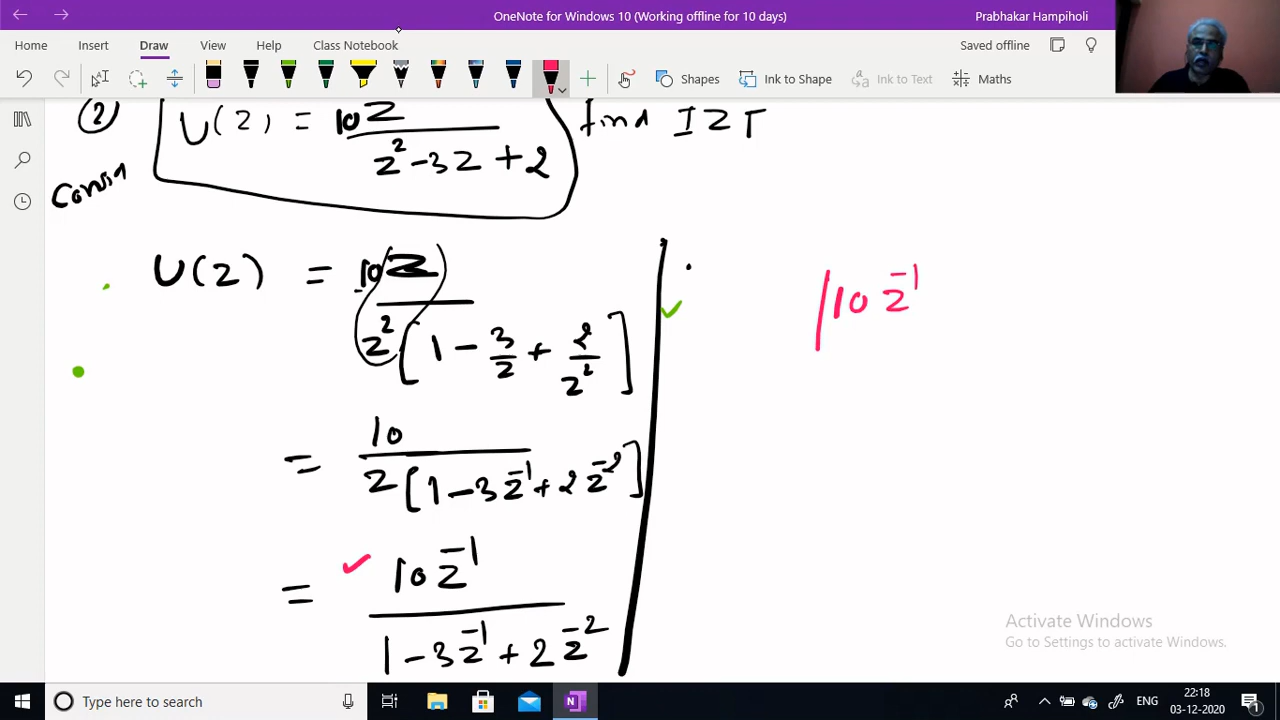 OneNote for Windows 10 (Working offline for 10 days)
Prabhakar Hampiholi
Home Insert Draw View Help Class Notebook
Saved offline
Shapes Ink to Shape Ink to Text Maths
② U(z) = 10z / (z² - 3z + 2) find IZT
U(z) = 10z / z² [1 - 3/z + 2/z²]
= 10 / z [1 - 3z⁻¹ + 2z⁻²]
= 10z⁻¹ / (1 - 3z⁻¹ + 2z⁻²)
10z⁻¹
Activate Windows
Go to Settings to activate Windows.
Type here to search
ENG
22:18
03-12-2020
1